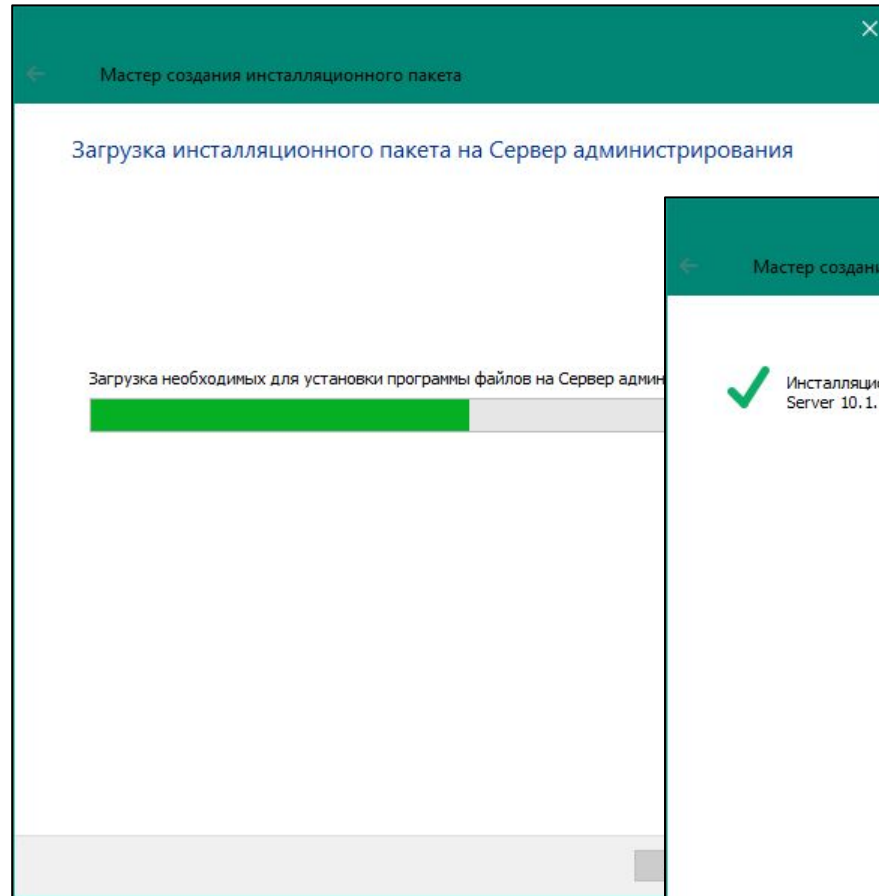 Мастер создания инсталляционного пакета
Загрузка инсталляционного пакета на Сервер администрирования
Загрузка необходимых для установки программы файлов на Сервер админ
Мастер создани
Инсталляцио
Server 10.1.